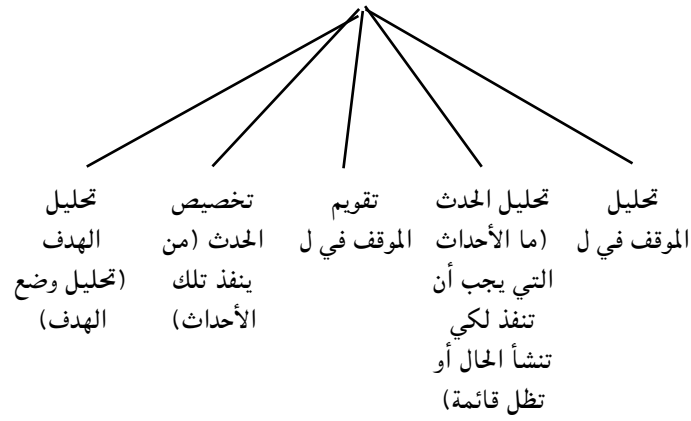 تحليل
الموقف في ل
تحليل الحدث
(ما الأحداث
التي يجب أن
تنفذ لكي
تنشأ الحال أو
تظل قائمة)
تقويم
الموقف في ل
تخصيص
الحدث (من
ينفذ تلك
الأحداث)
تحليل
الهدف
(تحليل وضع
الهدف)